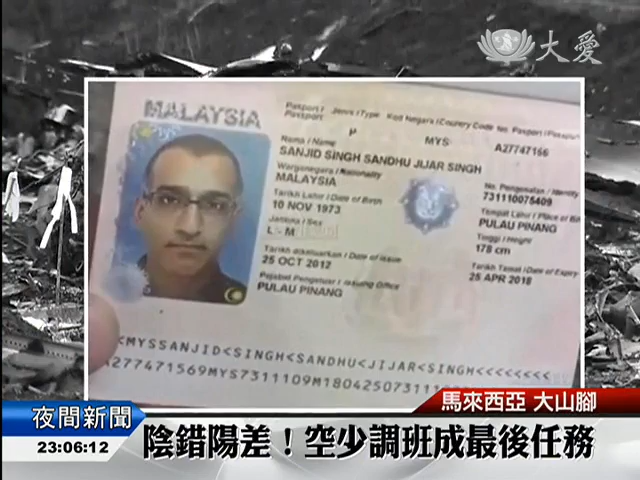 大愛
MALAYSIA
Pasport / Passport
Jenis / Type
Kod Negara / Country Code
No. Pasport / Passport
P
MYS
A27747156
Nama / Name
SANJID SINGH SANDHU JIJAR SINGH
Warganegara / Nationality
MALAYSIA
No. Pengenalan / Identity
731110075409
Tarikh Lahir / Date of Birth
10 NOV 1973
Tempat Lahir / Place of Bi
PULAU PINANG
Jantina / Sex
L - M
Tinggi / Height
178 cm
Tarikh dikeluarkan / Date of issue
25 OCT 2012
Tarikh Tamat / Date of Expiry
25 APR 2018
Pejabat Pengeluar / Issuing Office
PULAU PINANG
<MYSSANJID<SINGH<SANDHU<JIJAR<SINGH<<<<<<<<
A277471569MYS7311109M180425073111
馬來西亞 大山腳
夜間新聞
23:06:12
陰錯陽差！空少調班成最後任務